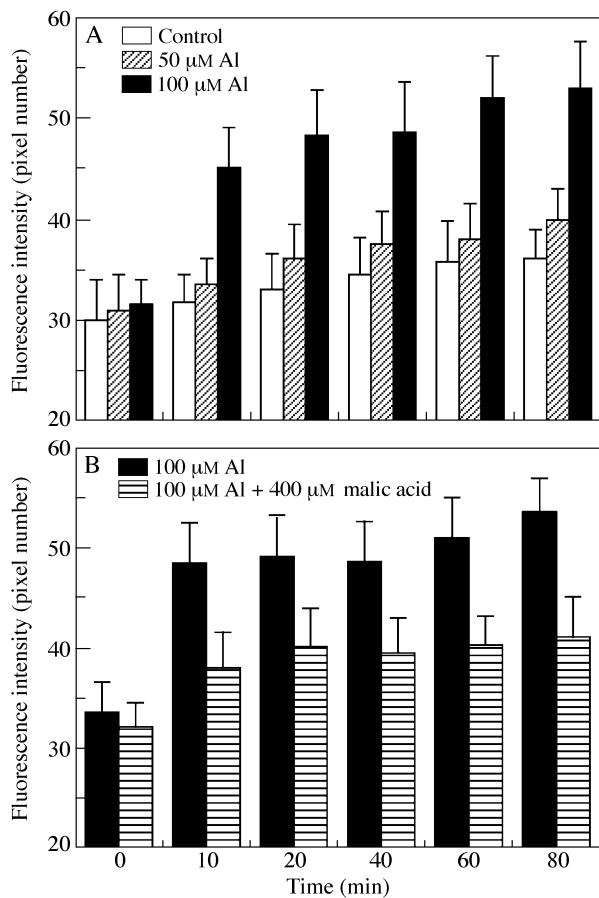 A
Control
50 μM Al
100 μM Al
Fluorescence intensity (pixel number)
60
50
40
30
20
B
100 μM Al
100 μM Al + 400 μM malic acid
Fluorescence intensity (pixel number)
60
50
40
30
20
0 10 20 40 60 80
Time (min)